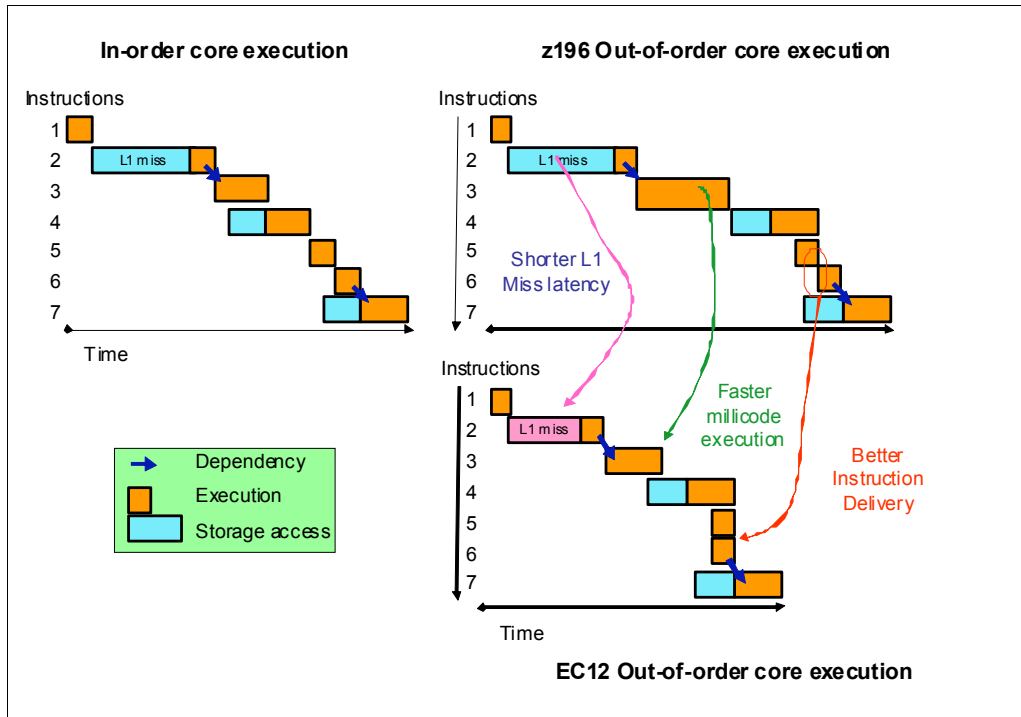 In-order core execution
Instructions
1
2
L1 miss
3
4
5
6
7
Time
z196 Out-of-order core execution
Instructions
1
2
L1 miss
3
4
5
6
7
Shorter L1
Miss latency
Instructions
1
2
L1 miss
3
4
5
6
7
Time
Faster
millicode
execution
Better
Instruction
Delivery
Dependency
Execution
Storage access
EC12 Out-of-order core execution